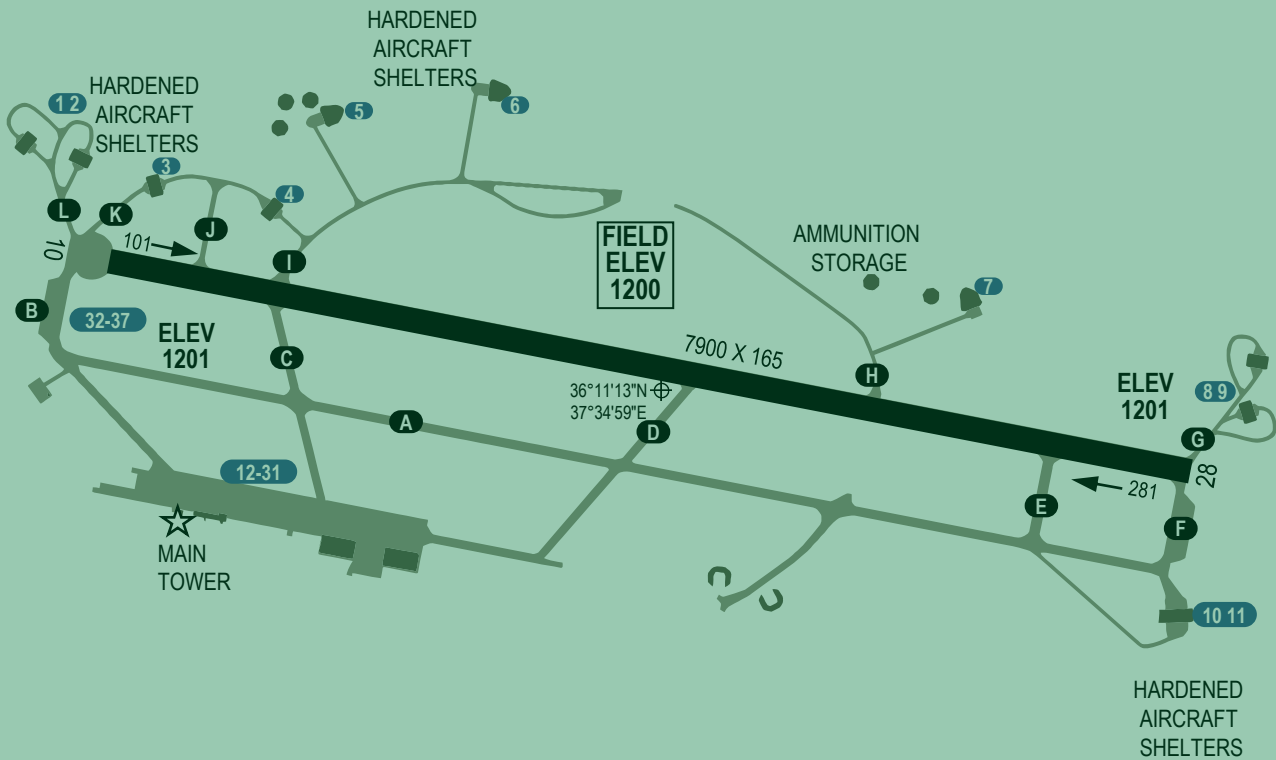 HARDENED
AIRCRAFT
SHELTERS
HARDENED
AIRCRAFT
SHELTERS
1 2
3
4
5
6
L
K
J
I
10
101
FIELD
ELEV
1200
AMMUNITION
STORAGE
7
B
32-37
ELEV
1201
C
7900 X 165
36°11'13"N
37°34'59"E
H
ELEV
1201
8 9
G
A
D
28
281
E
F
12-31
MAIN
TOWER
10 11
HARDENED
AIRCRAFT
SHELTERS